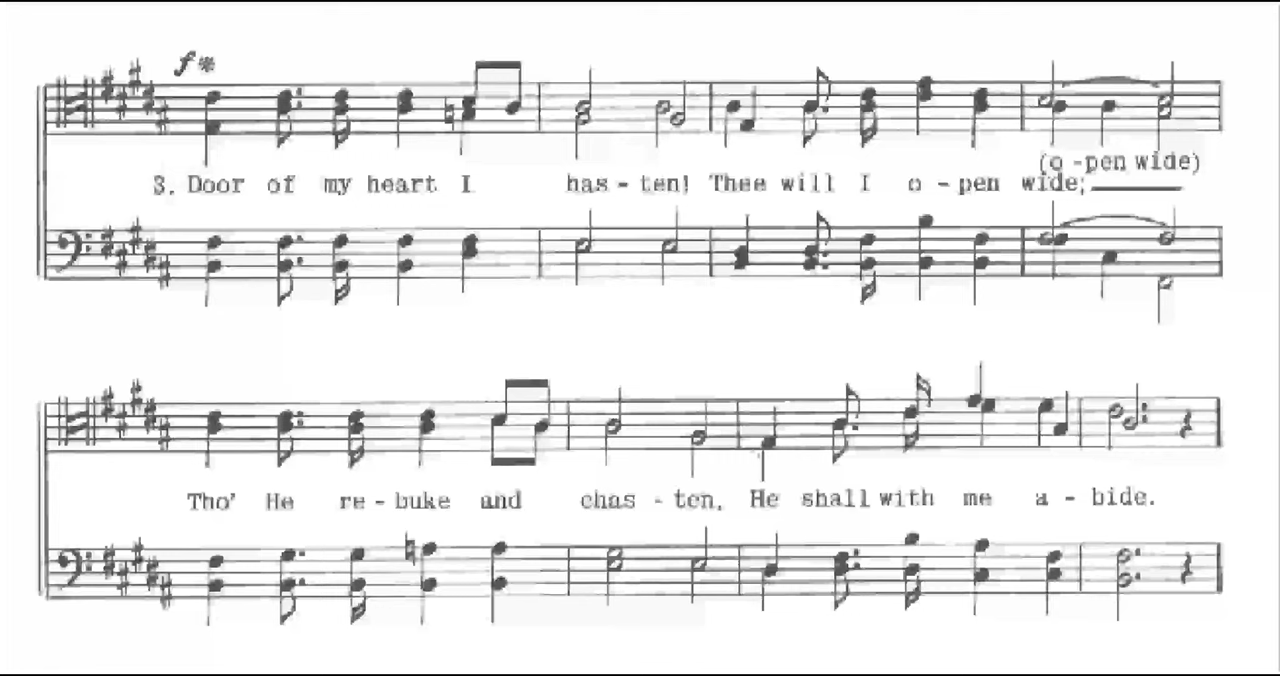 f※
(o - pen wide)
3. Door of my heart I has - ten! Thee will I o - pen wide;
Tho' He re - buke and chas - ten, He shall with me a - bide.